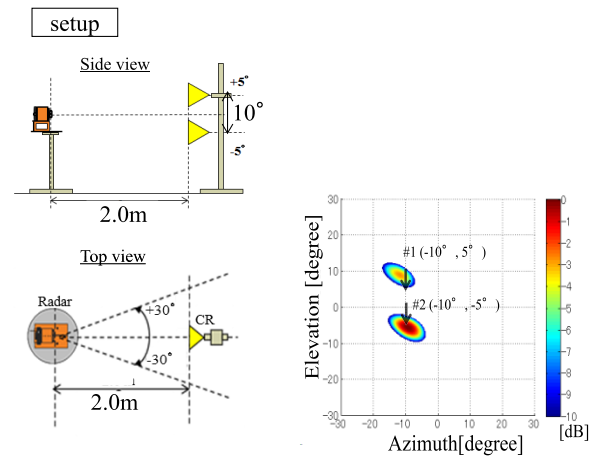 setup
Side view
+5°
10°
-5°
2.0m
Top view
Radar
+30°
CR
-30°
2.0m
Elevation [degree]
30
20
10
0
-10
-20
-30
#1 (-10° , 5° )
#2 (-10° , -5° )
-30 -20 -10 0 10 20 30
Azimuth[degree]
0
-1
-2
-3
-4
-5
-6
-7
-8
-9
-10
[dB]